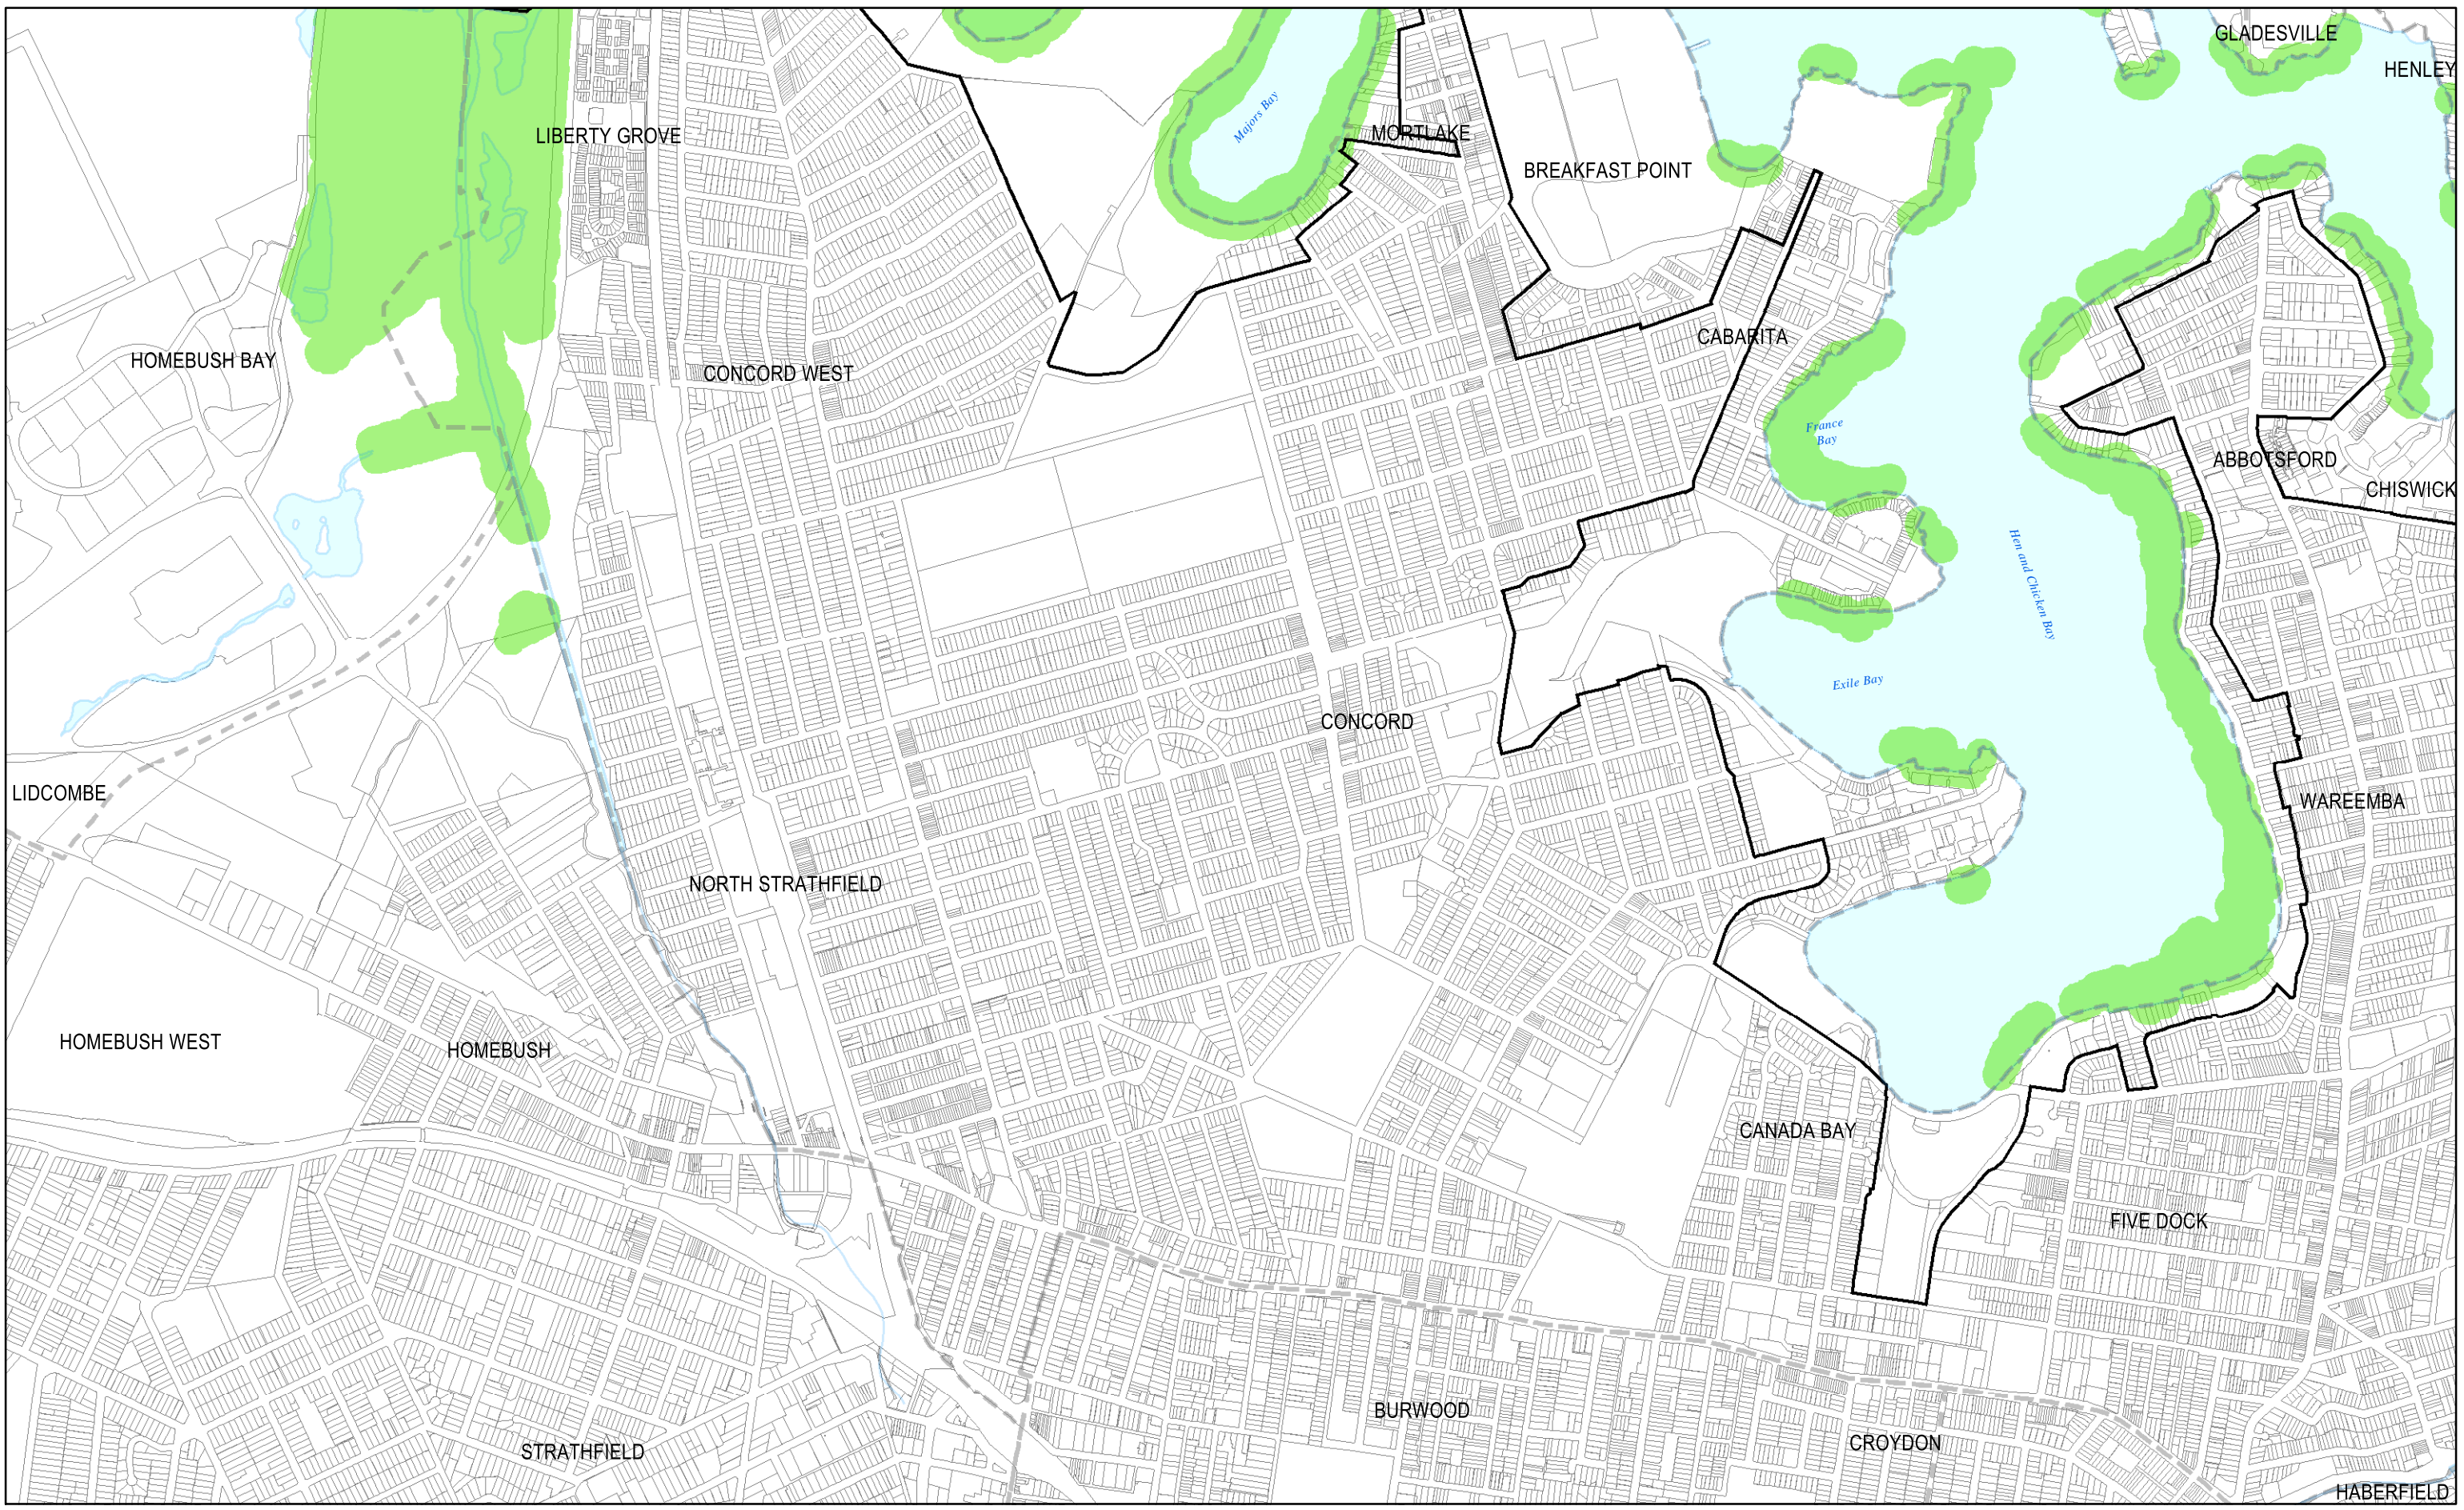 GLADESVILLE
HENLEY
Majors Bay
LIBERTY GROVE
MORTLAKE
BREAKFAST POINT
CABARITA
HOMEBUSH BAY
CONCORD WEST
France
Bay
ABBOTSFORD
CHISWICK
Hen and Chicken Bay
Exile Bay
CONCORD
LIDCOMBE
WAREEMBA
NORTH STRATHFIELD
HOMEBUSH WEST
HOMEBUSH
CANADA BAY
FIVE DOCK
BURWOOD
CROYDON
STRATHFIELD
HABERFIELD